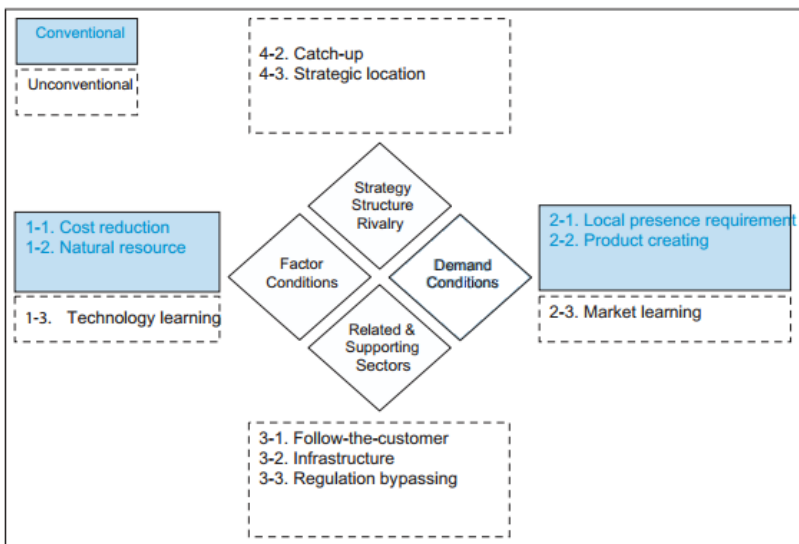 Conventional
Unconventional
4-2. Catch-up
4-3. Strategic location
Strategy
Structure
Rivalry
1-1. Cost reduction
1-2. Natural resource
1-3. Technology learning
Factor
Conditions
Demand
Conditions
2-1. Local presence requirement
2-2. Product creating
2-3. Market learning
Related &
Supporting
Sectors
3-1. Follow-the-customer
3-2. Infrastructure
3-3. Regulation bypassing